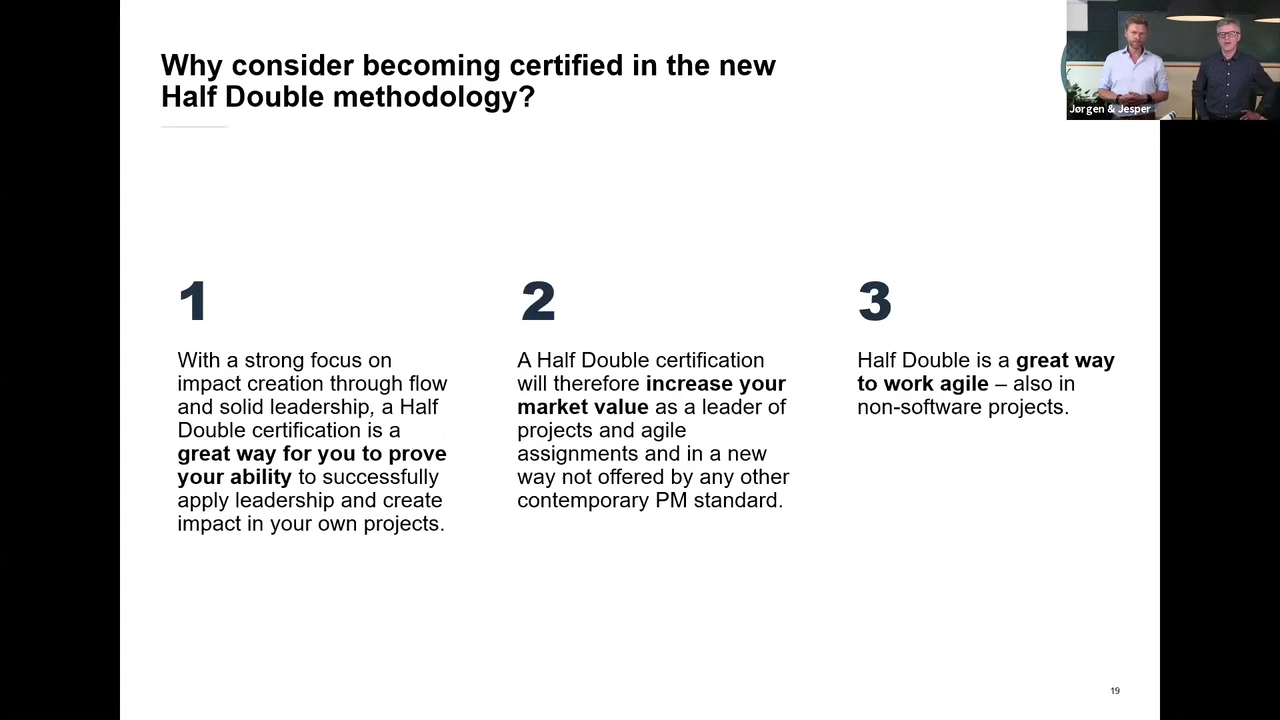 Why consider becoming certified in the new
Half Double methodology?
Jørgen & Jesper
1
With a strong focus on
impact creation through flow
and solid leadership, a Half
Double certification is a
great way for you to prove
your ability to successfully
apply leadership and create
impact in your own projects.
2
A Half Double certification
will therefore increase your
market value as a leader of
projects and agile
assignments and in a new
way not offered by any other
contemporary PM standard.
3
Half Double is a great way
to work agile – also in
non-software projects.
19